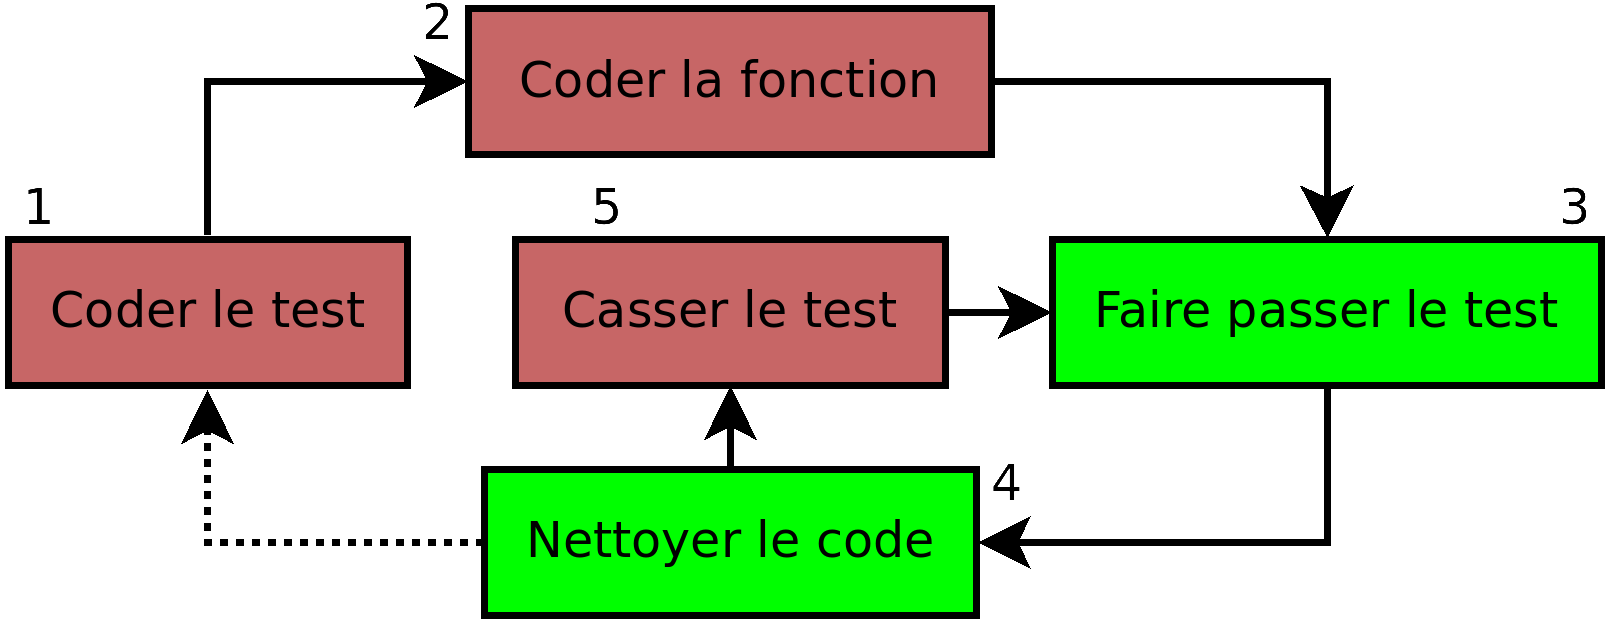 2
Coder la fonction
1
5
3
Coder le test
Casser le test
Faire passer le test
4
Nettoyer le code